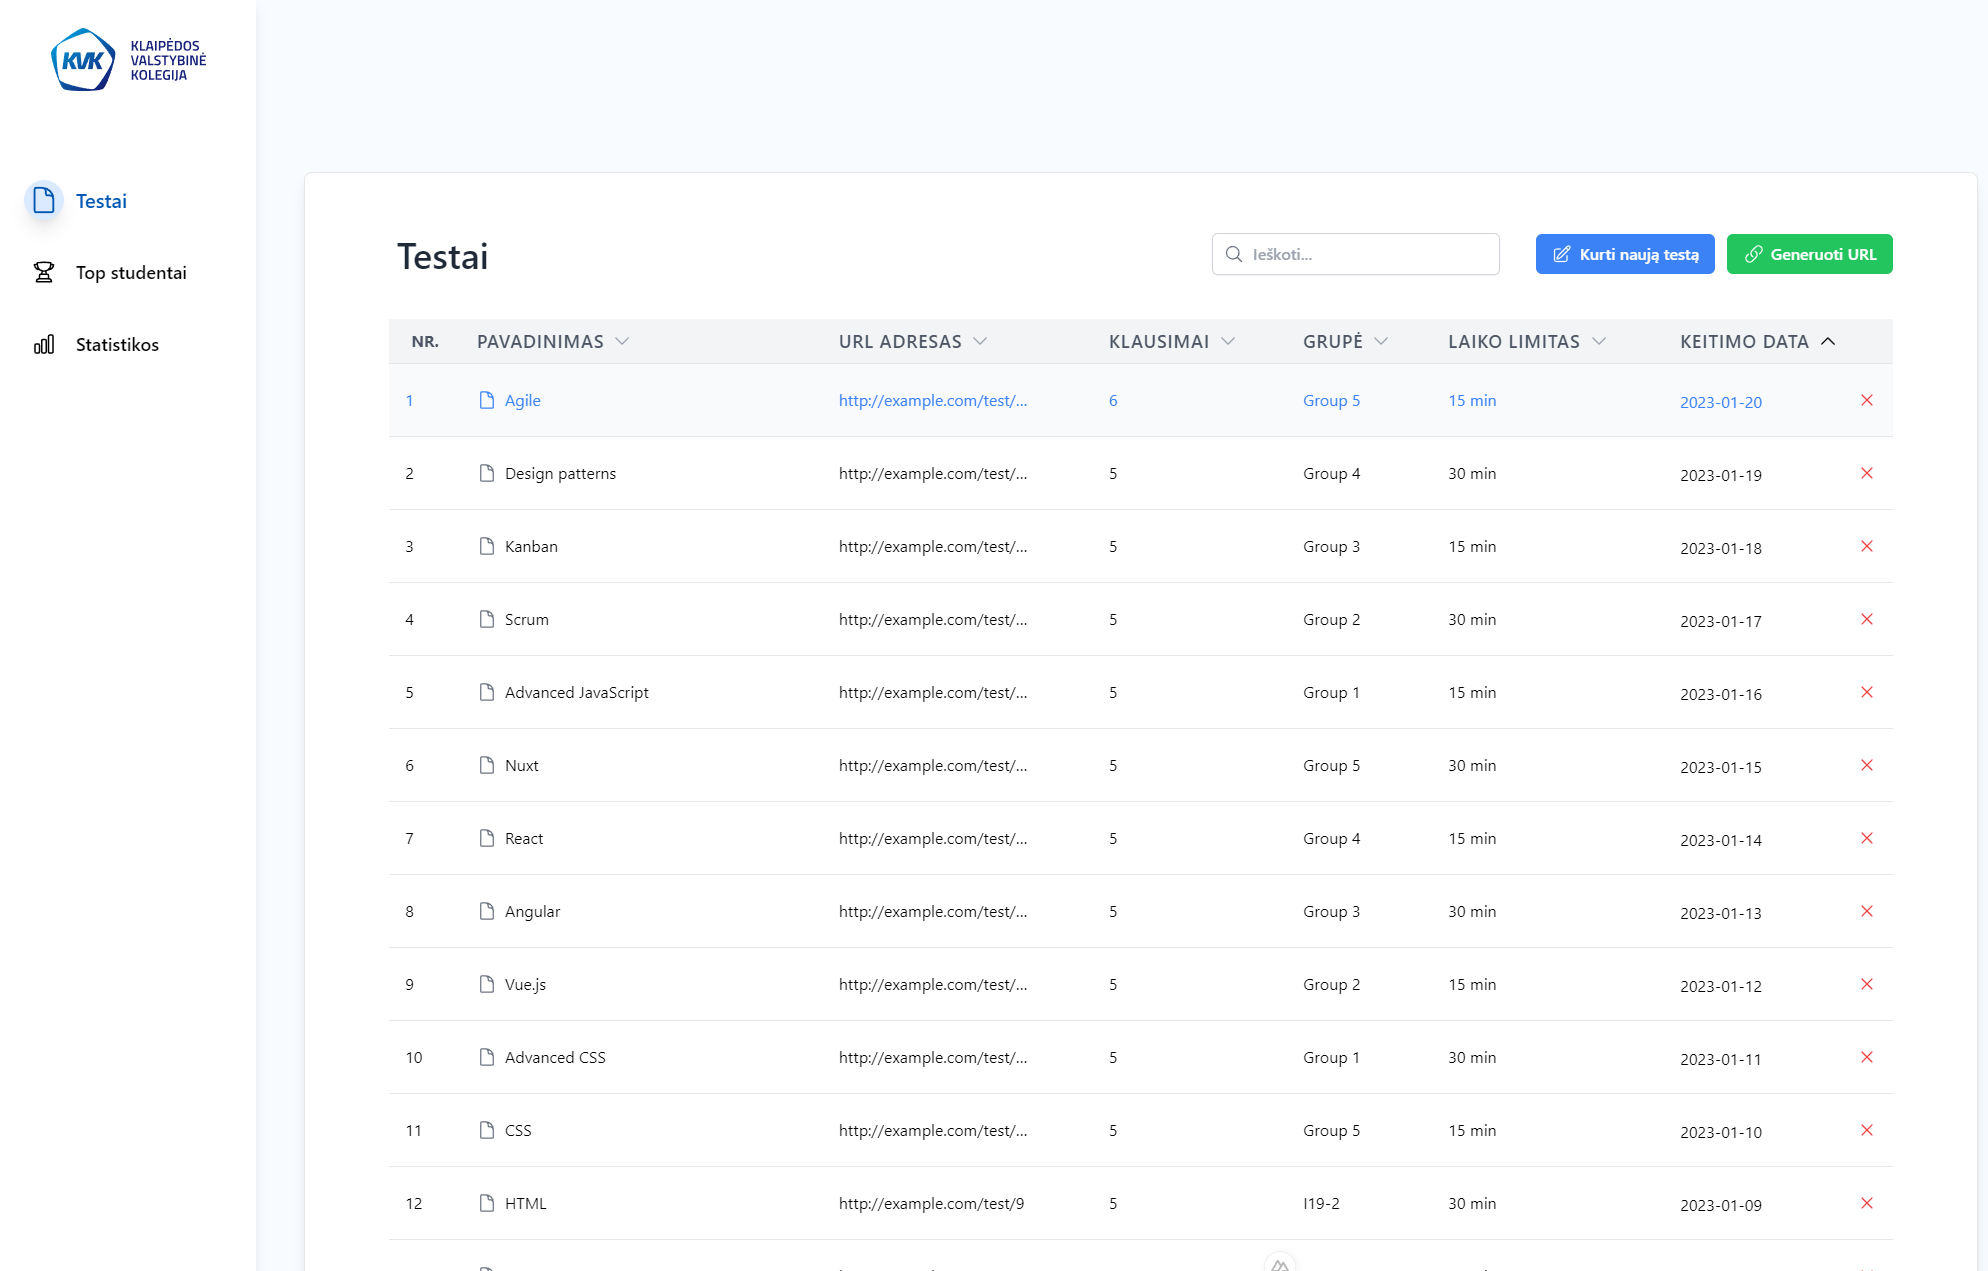 KVK
KLAIPĖDOS
VALSTYBINĖ
KOLEGIJA
Testai
Top studentai
Statistikos
Testai
Ieškoti...
Kurti naują testą
Generuoti URL
NR. PAVADINIMAS URL ADRESAS KLAUSIMAI GRUPĖ LAIKO LIMITAS KEITIMO DATA
1 Agile http://example.com/test/... 6 Group 5 15 min 2023-01-20
2 Design patterns http://example.com/test/... 5 Group 4 30 min 2023-01-19
3 Kanban http://example.com/test/... 5 Group 3 15 min 2023-01-18
4 Scrum http://example.com/test/... 5 Group 2 30 min 2023-01-17
5 Advanced JavaScript http://example.com/test/... 5 Group 1 15 min 2023-01-16
6 Nuxt http://example.com/test/... 5 Group 5 30 min 2023-01-15
7 React http://example.com/test/... 5 Group 4 15 min 2023-01-14
8 Angular http://example.com/test/... 5 Group 3 30 min 2023-01-13
9 Vue.js http://example.com/test/... 5 Group 2 15 min 2023-01-12
10 Advanced CSS http://example.com/test/... 5 Group 1 30 min 2023-01-11
11 CSS http://example.com/test/... 5 Group 5 15 min 2023-01-10
12 HTML http://example.com/test/9 5 I19-2 30 min 2023-01-09